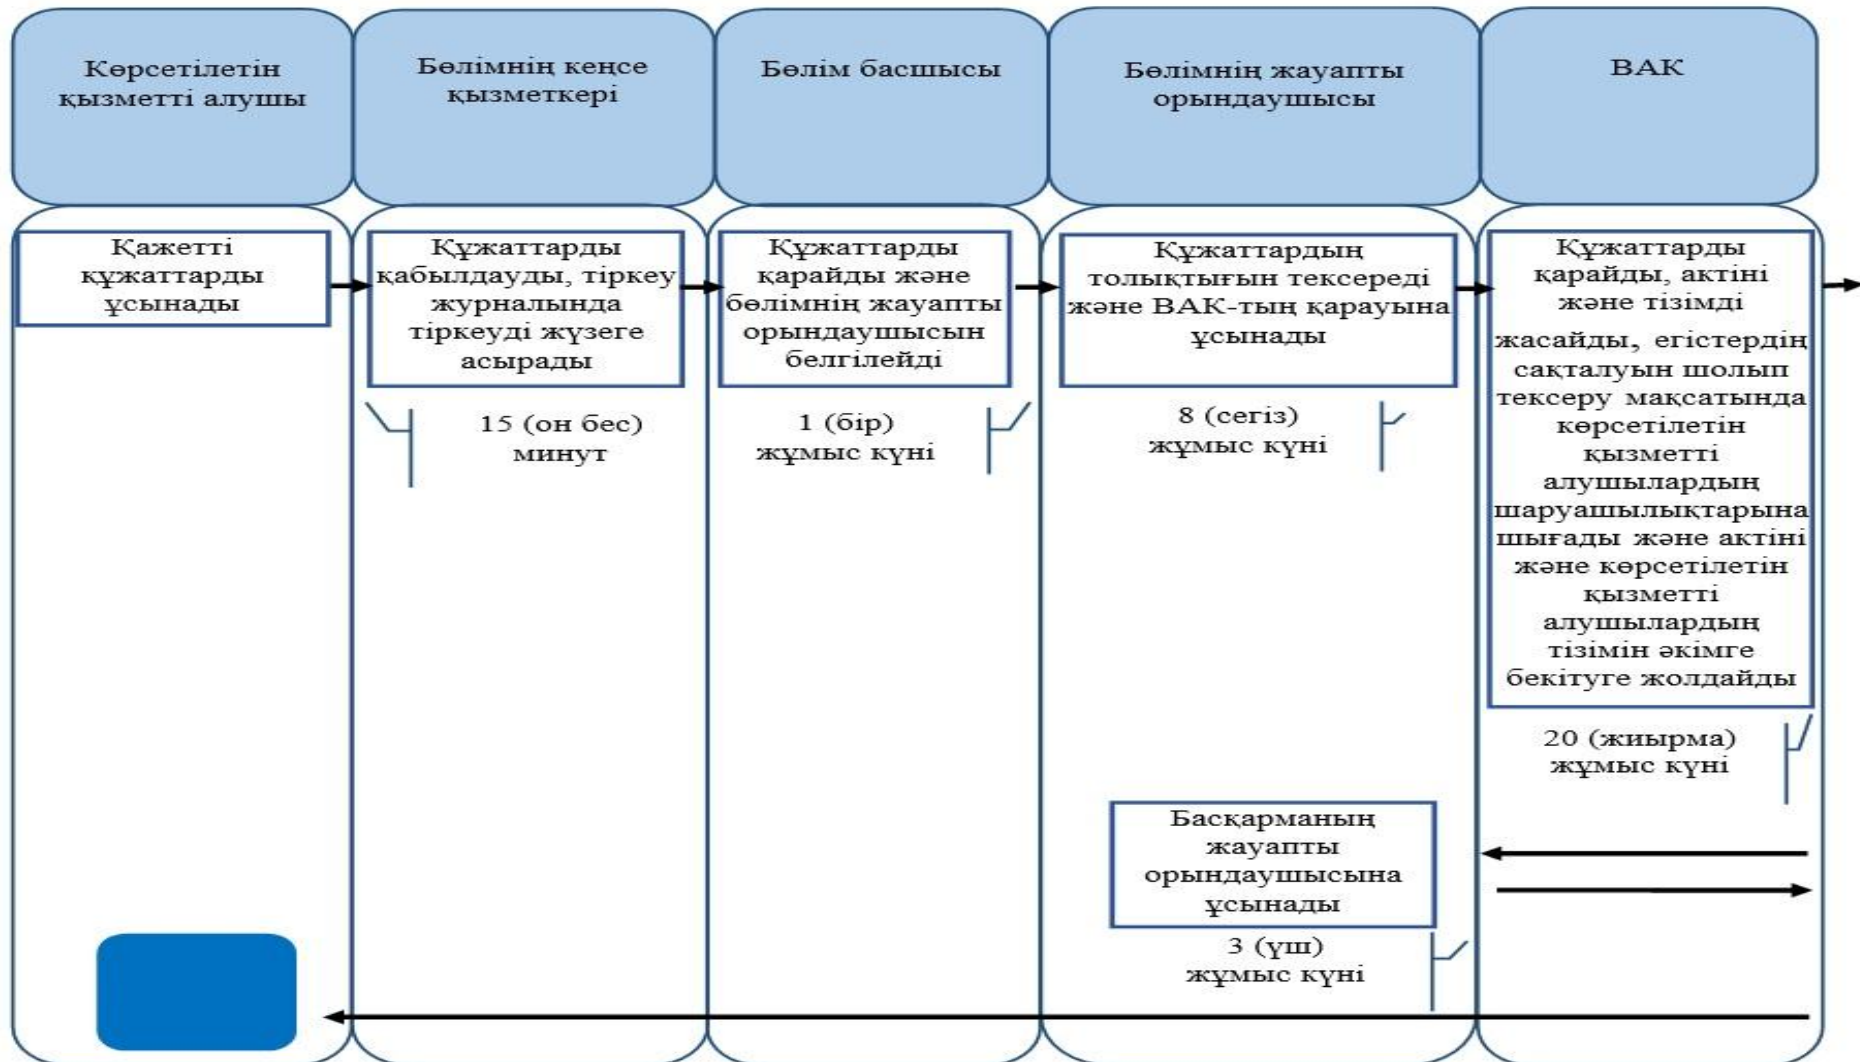 Көрсетілетін
қызметті алушы
Бөлімнің кеңсе
қызметкері
Бөлім басшысы
Бөлімнің жауапты
орындаушысы
ВАК
Қажетті
құжаттарды
ұсынады
Құжаттарды
қабылдауды, тіркеу
журналында
тіркеуді жүзеге
асырады
15 (он бес)
минут
Құжаттарды
қарайды және
бөлімнің жауапты
орындаушысын
белгілейді
1 (бір)
жұмыс күні
Құжаттардың
толықтығын тексереді
және ВАК-тың қарауына
ұсынады
8 (сегіз)
жұмыс күні
Құжаттарды
қарайды, актіні
және тізімді
жасайды, егістердің
сақталуын шолып
тексеру мақсатында
көрсетілетін
қызметті
алушылардың
шаруашылықтарына
шығады және актіні
және көрсетілетін
қызметті
алушылардың
тізімін әкімге
бекітуге жолдайды
20 (жиырма)
жұмыс күні
Басқарманың
жауапты
орындаушысына
ұсынады
3 (үш)
жұмыс күні